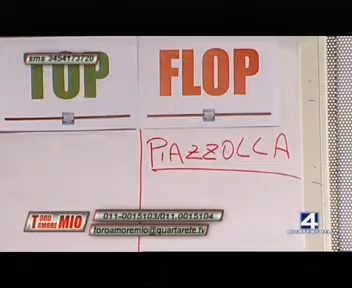 sms 3454173720
TOP
FLOP
PIAZZOLLA
TORO AMORE MIO
011-0015103/011.0015104
toroamoremio@quartarete.tv
4